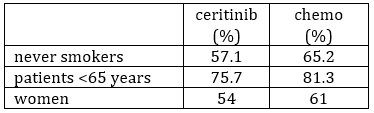 ceritinib chemo
(%) (%)
never smokers 57.1 65.2
patients <65 years 75.7 81.3
women 54 61